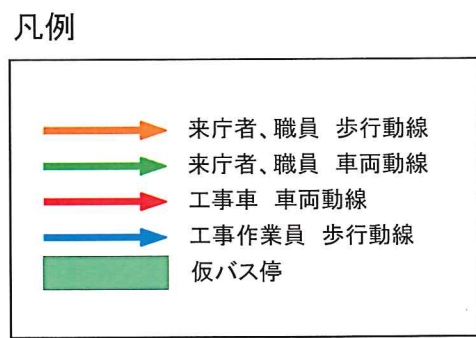 凡例
来庁者、職員　歩行動線
来庁者、職員　車両動線
工事車　車両動線
工事作業員　歩行動線
仮バス停